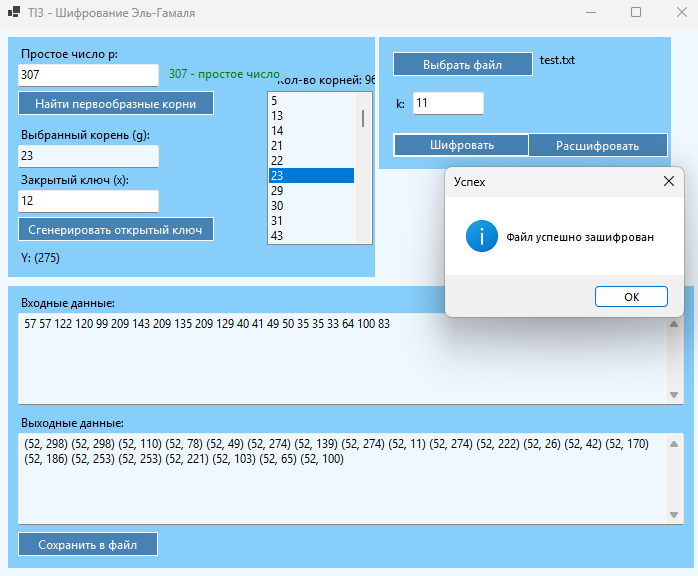 TI3 - Шифрование Эль-Гамаля
Простое число p:
307
307 - простое число
Найти первообразные корни
Кол-во корней: 96
Выбранный корень (g):
23
Закрытый ключ (x):
12
Сгенерировать открытый ключ
Y: (275)
5
13
14
21
22
23
29
30
31
43
Выбрать файл
test.txt
k:
11
Шифровать
Расшифровать
Успех
Файл успешно зашифрован
OK
Входные данные:
57 57 122 120 99 209 143 209 135 209 129 40 41 49 50 35 35 33 64 100 83
Выходные данные:
(52, 298) (52, 298) (52, 110) (52, 78) (52, 49) (52, 274) (52, 139) (52, 274) (52, 11) (52, 274) (52, 222) (52, 26) (52, 42) (52, 170)
(52, 186) (52, 253) (52, 253) (52, 221) (52, 103) (52, 65) (52, 100)
Сохранить в файл